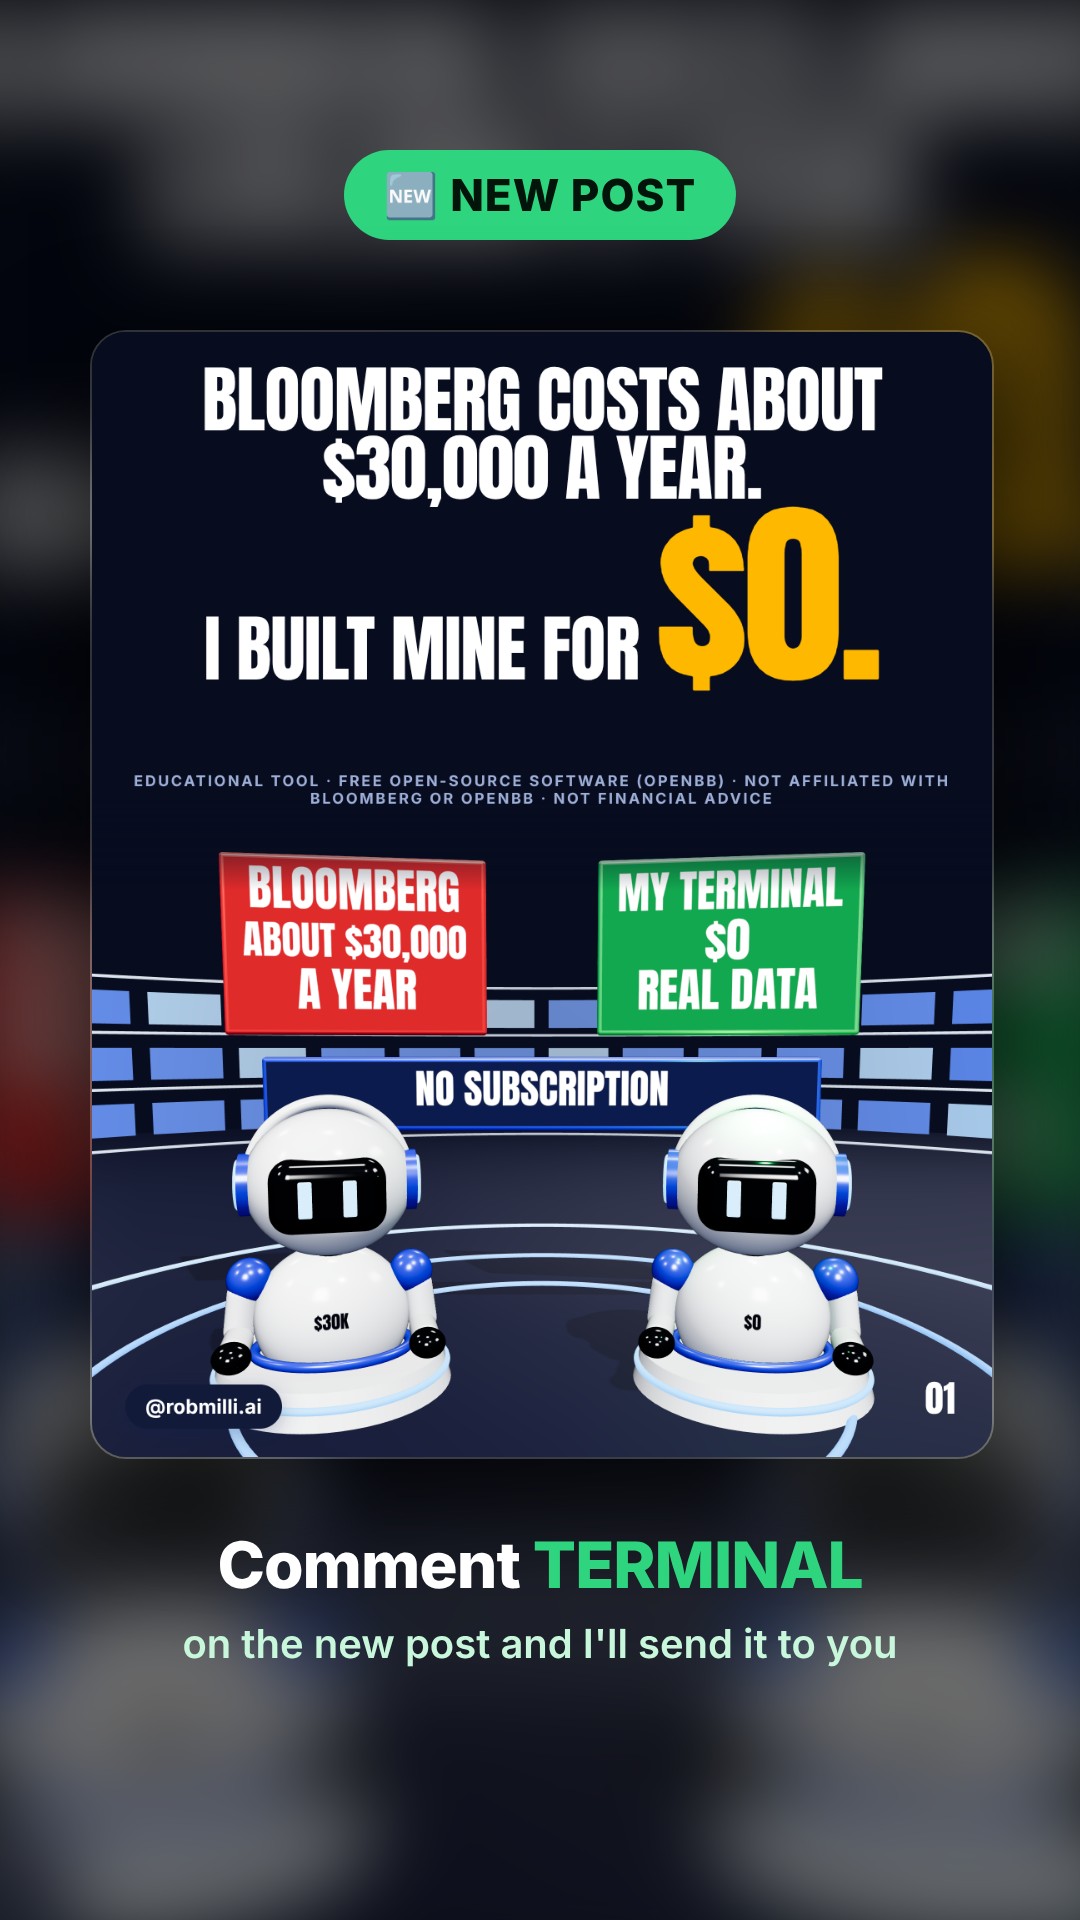 🆕 NEW POST
BLOOMBERG COSTS ABOUT
$30,000 A YEAR.
I BUILT MINE FOR $0.
EDUCATIONAL TOOL · FREE OPEN-SOURCE SOFTWARE (OPENBB) · NOT AFFILIATED WITH
BLOOMBERG OR OPENBB · NOT FINANCIAL ADVICE
BLOOMBERG
ABOUT $30,000
A YEAR
MY TERMINAL
$0
REAL DATA
NO SUBSCRIPTION
$30K
$0
@robmilli.ai
01
Comment TERMINAL
on the new post and I'll send it to you